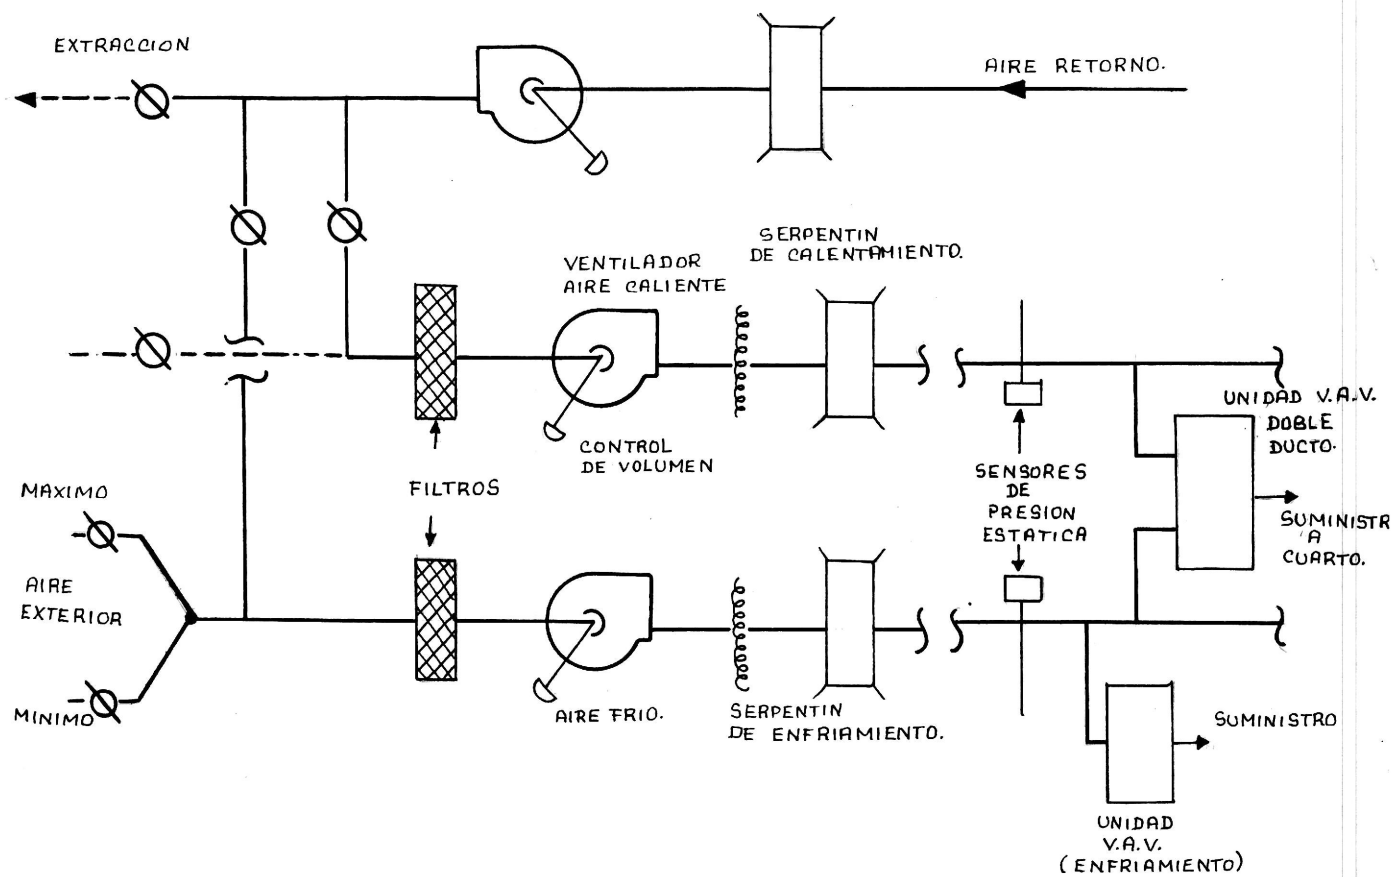 EXTRACCION
AIRE RETORNO.
SERPENTIN
DE CALENTAMIENTO.
VENTILADOR
AIRE CALIENTE
UNIDAD V.A.V.
DOBLE
DUCTO.
CONTROL
DE VOLUMEN
FILTROS
SENSORES
DE
PRESION
ESTATICA
SUMINISTR
A
CUARTO.
MAXIMO
AIRE
EXTERIOR
MINIMO
AIRE FRIO.
SERPENTIN
DE ENFRIAMIENTO.
SUMINISTRO
UNIDAD
V.A.V.
(ENFRIAMIENTO)